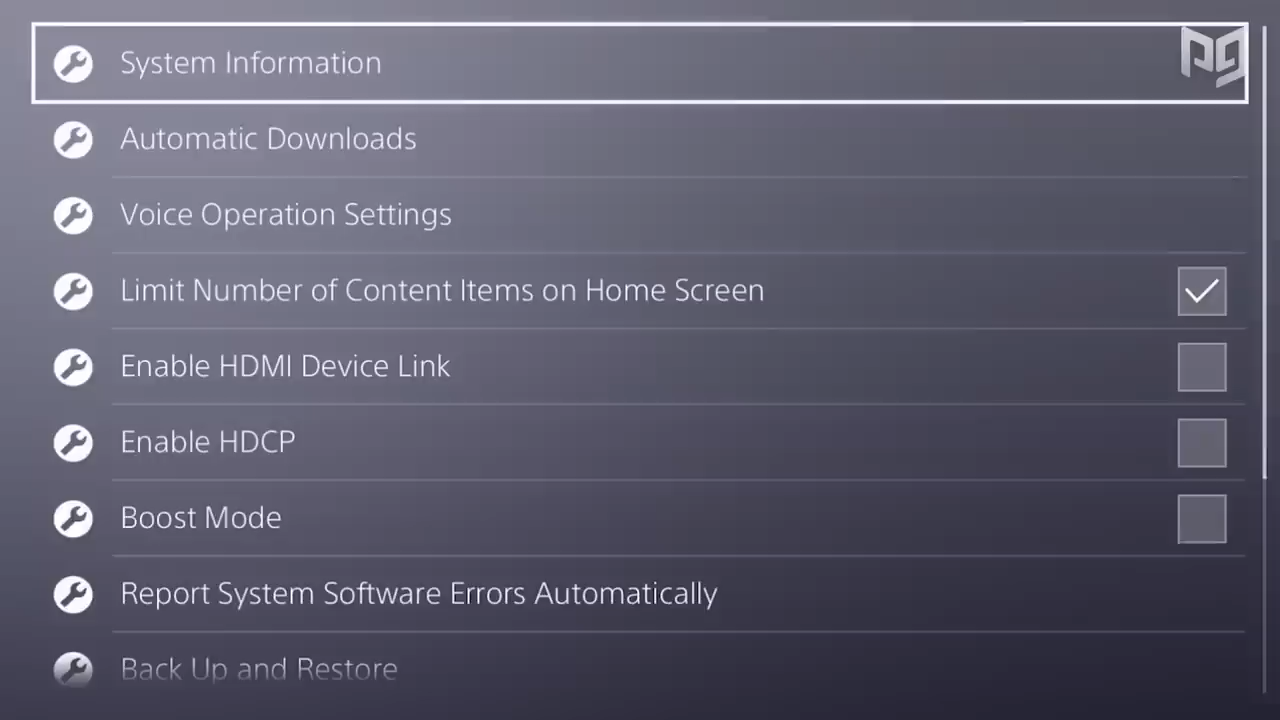 System Information
PG
Automatic Downloads
Voice Operation Settings
Limit Number of Content Items on Home Screen
Enable HDMI Device Link
Enable HDCP
Boost Mode
Report System Software Errors Automatically
Back Up and Restore